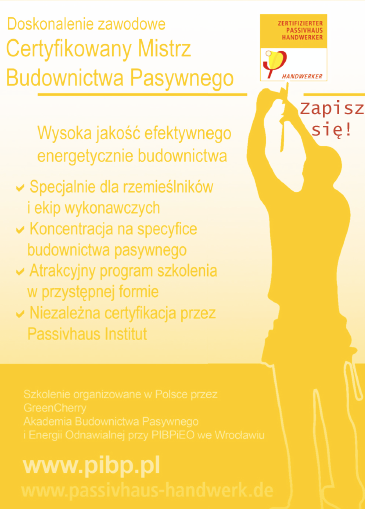 Doskonalenie zawodowe
Certyfikowany Mistrz
Budownictwa Pasywnego
ZERTIFIZIERTER
PASSIVHAUS
HANDWERKER
HANDWERKER
Zapisz
się!
Wysoka jakość efektywnego
energetycznie budownictwa
Specjalnie dla rzemieślników
i ekip wykonawczych
Koncentracja na specyfice
budownictwa pasywnego
Atrakcyjny program szkolenia
w przystępnej formie
Niezależna certyfikacja przez
Passivhaus Institut
Szkolenie organizowane w Polsce przez
GreenCherry
Akademia Budownictwa Pasywnego
i Energii Odnawialnej przy PIBPiEO we Wrocławiu
www.pibp.pl
www.passivhaus-handwerk.de